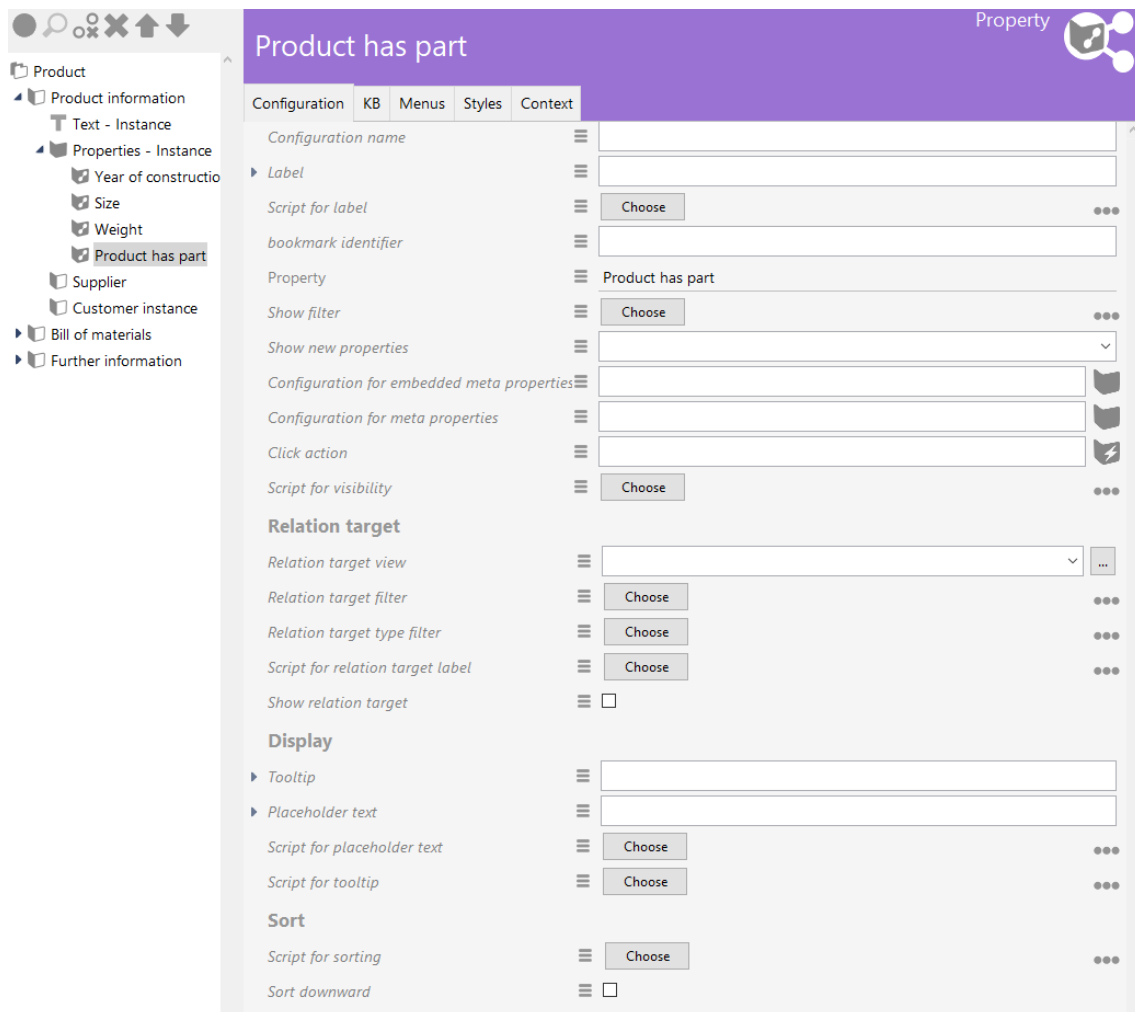 Property
Product has part
Product
Product information
Text - Instance
Properties - Instance
Year of constructio
Size
Weight
Product has part
Supplier
Customer instance
Bill of materials
Further information
Configuration KB Menus Styles Context
Configuration name
Label
Script for label Choose
bookmark identifier
Property Product has part
Show filter Choose
Show new properties
Configuration for embedded meta properties
Configuration for meta properties
Click action
Script for visibility Choose
Relation target
Relation target view ...
Relation target filter Choose
Relation target type filter Choose
Script for relation target label Choose
Show relation target
Display
Tooltip
Placeholder text
Script for placeholder text Choose
Script for tooltip Choose
Sort
Script for sorting Choose
Sort downward